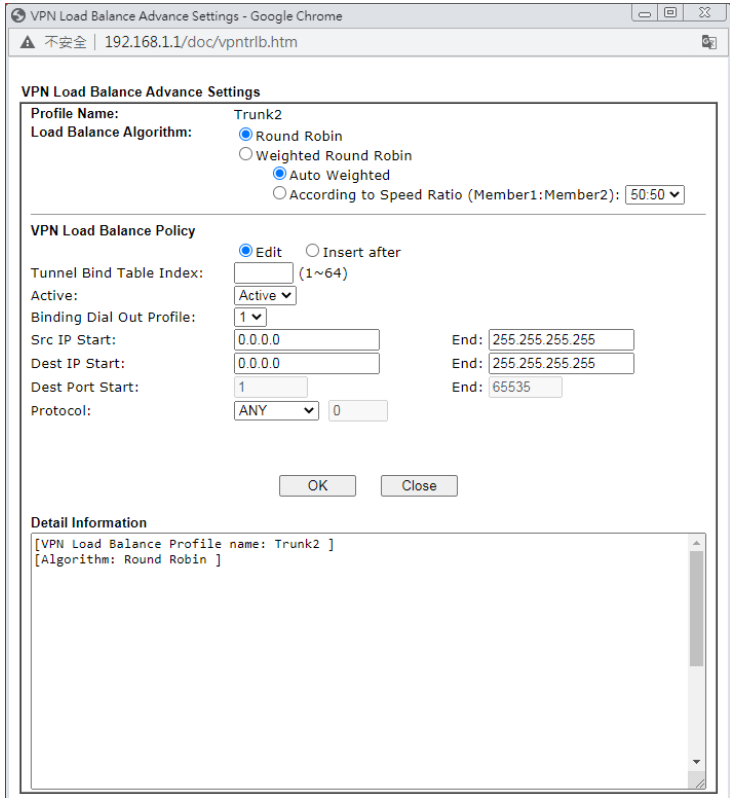 VPN Load Balance Advance Settings - Google Chrome
不安全 | 192.168.1.1/doc/vpntrlb.htm
VPN Load Balance Advance Settings
Profile Name: Trunk2
Load Balance Algorithm: Round Robin
Weighted Round Robin
Auto Weighted
According to Speed Ratio (Member1:Member2): 50:50
VPN Load Balance Policy
Edit Insert after
Tunnel Bind Table Index: (1~64)
Active: Active
Binding Dial Out Profile: 1
Src IP Start: 0.0.0.0 End: 255.255.255.255
Dest IP Start: 0.0.0.0 End: 255.255.255.255
Dest Port Start: 1 End: 65535
Protocol: ANY 0
OK Close
Detail Information
[VPN Load Balance Profile name: Trunk2 ]
[Algorithm: Round Robin ]